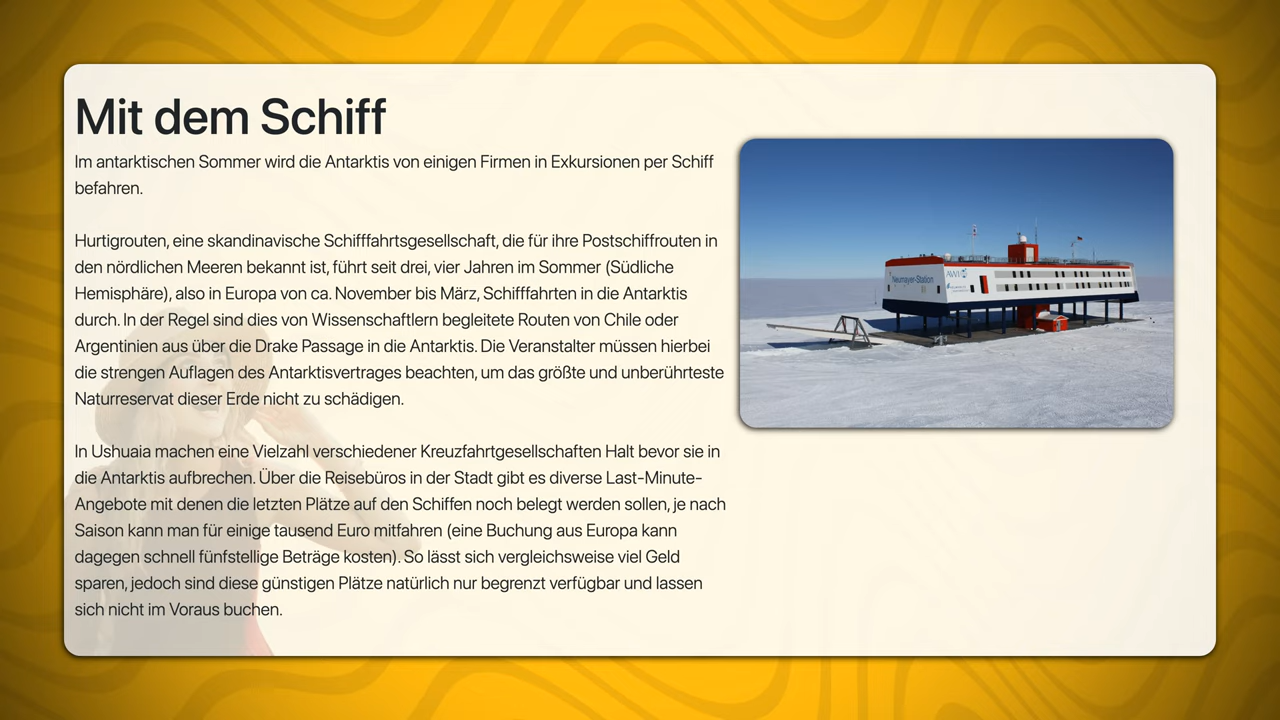 Mit dem Schiff
Im antarktischen Sommer wird die Antarktis von einigen Firmen in Exkursionen per Schiff
befahren.
Hurtigrouten, eine skandinavische Schifffahrtsgesellschaft, die für ihre Postschiffrouten in
den nördlichen Meeren bekannt ist, führt seit drei, vier Jahren im Sommer (Südliche
Hemisphäre), also in Europa von ca. November bis März, Schifffahrten in die Antarktis
durch. In der Regel sind dies von Wissenschaftlern begleitete Routen von Chile oder
Argentinien aus über die Drake Passage in die Antarktis. Die Veranstalter müssen hierbei
die strengen Auflagen des Antarktisvertrages beachten, um das größte und unberührteste
Naturreservat dieser Erde nicht zu schädigen.
In Ushuaia machen eine Vielzahl verschiedener Kreuzfahrtgesellschaften Halt bevor sie in
die Antarktis aufbrechen. Über die Reisebüros in der Stadt gibt es diverse Last-Minute-
Angebote mit denen die letzten Plätze auf den Schiffen noch belegt werden sollen, je nach
Saison kann man für einige tausend Euro mitfahren (eine Buchung aus Europa kann
dagegen schnell fünfstellige Beträge kosten). So lässt sich vergleichsweise viel Geld
sparen, jedoch sind diese günstigen Plätze natürlich nur begrenzt verfügbar und lassen
sich nicht im Voraus buchen.
Neumayer-Station
AWI